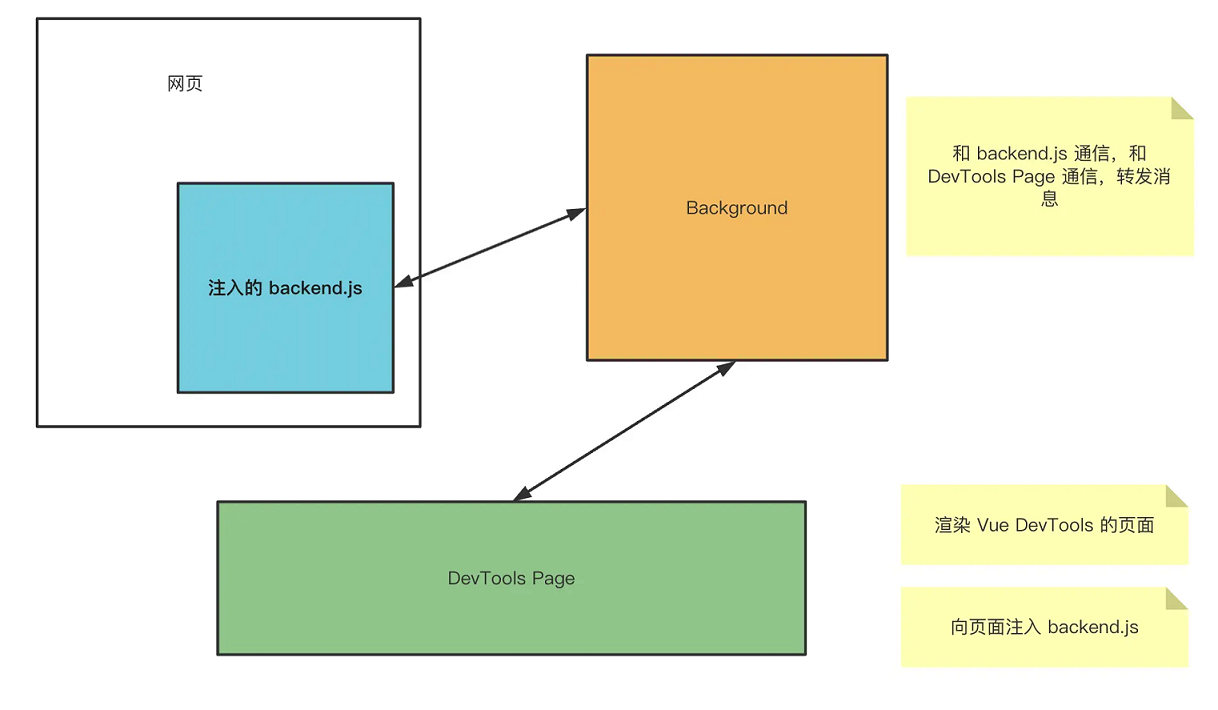 网页
注入的 backend.js
Background
和 backend.js 通信，和
DevTools Page 通信，转发消
息
DevTools Page
渲染 Vue DevTools 的页面
向页面注入 backend.js